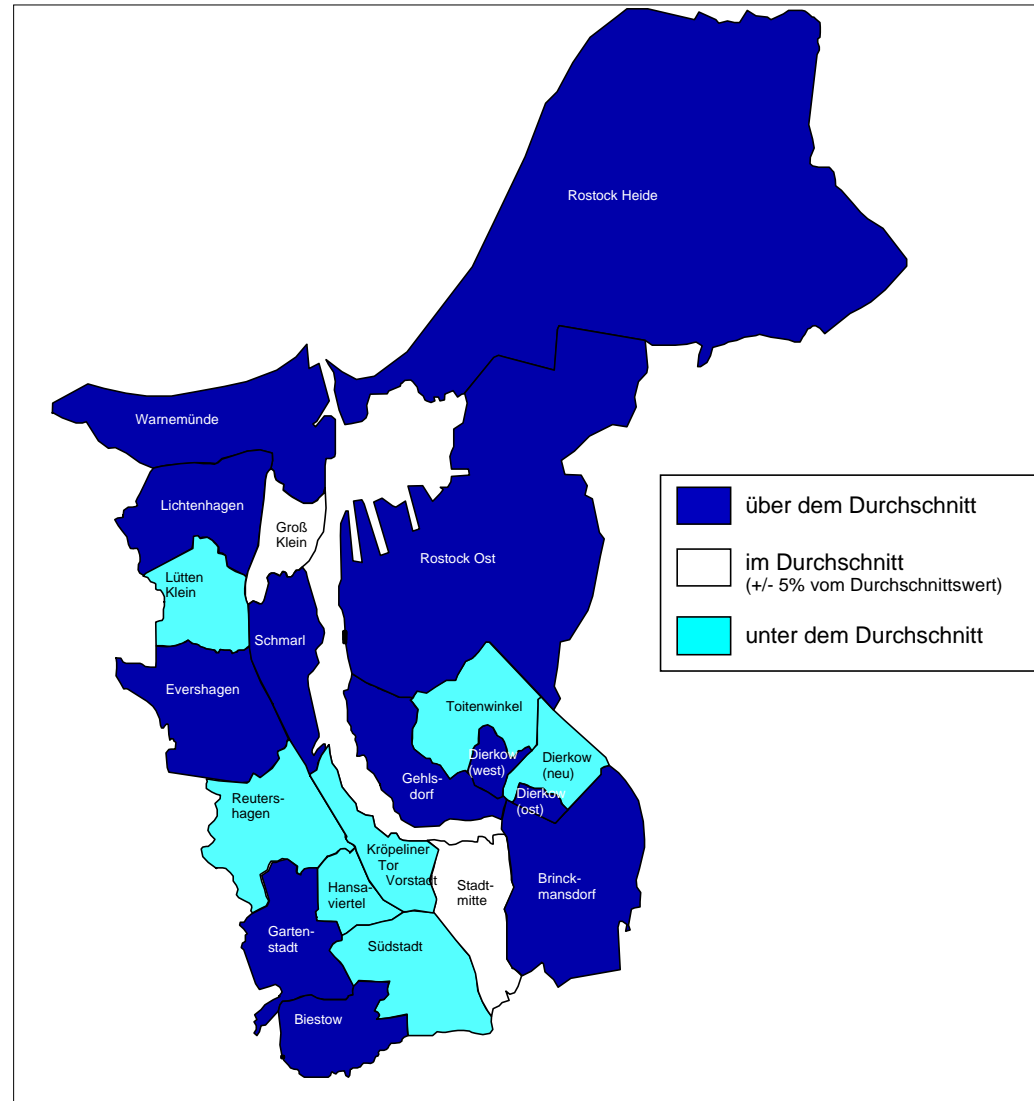 Rostock Heide
Warnemünde
Lichtenhagen
Groß
Klein
Rostock Ost
Lütten
Klein
Schmarl
Evershagen
Toitenwinkel
Dierkow
(west)
Dierkow
(neu)
Gehls-
dorf
Dierkow
(ost)
Reuters-
hagen
Kröpeliner
Tor
Vorstadt
Hansa-
viertel
Stadt-
mitte
Brinck-
mansdorf
Garten-
stadt
Südstadt
Biestow
über dem Durchschnitt
im Durchschnitt
(+/- 5% vom Durchschnittswert)
unter dem Durchschnitt